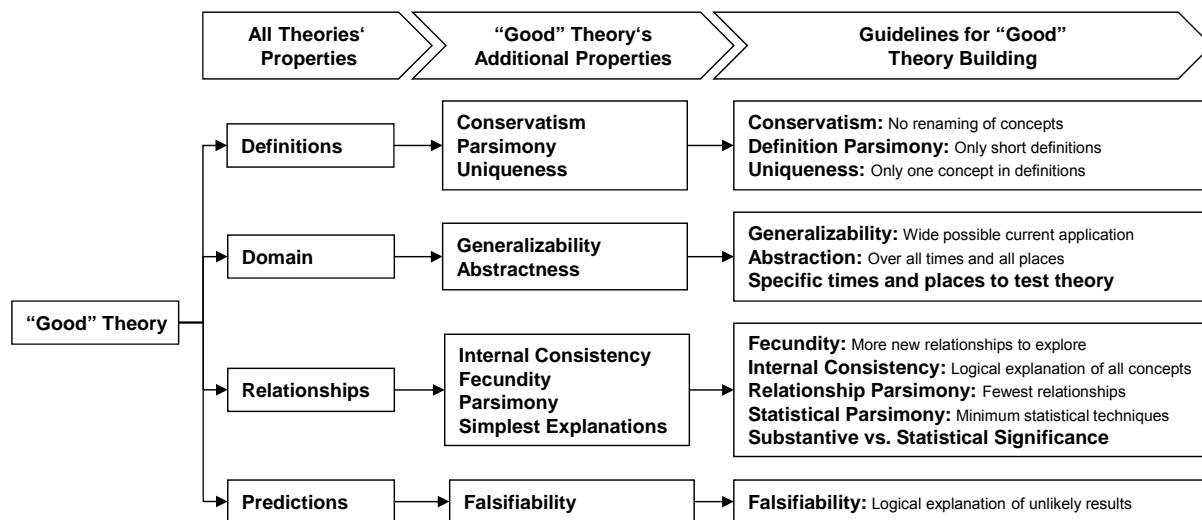 All Theories‘
Properties
“Good” Theory‘s
Additional Properties
Guidelines for “Good”
Theory Building
“Good” Theory
Definitions
Conservatism
Parsimony
Uniqueness
Conservatism: No renaming of concepts
Definition Parsimony: Only short definitions
Uniqueness: Only one concept in definitions
Domain
Generalizability
Abstractness
Generalizability: Wide possible current application
Abstraction: Over all times and all places
Specific times and places to test theory
Relationships
Internal Consistency
Fecundity
Parsimony
Simplest Explanations
Fecundity: More new relationships to explore
Internal Consistency: Logical explanation of all concepts
Relationship Parsimony: Fewest relationships
Statistical Parsimony: Minimum statistical techniques
Substantive vs. Statistical Significance
Predictions
Falsifiability
Falsifiability: Logical explanation of unlikely results